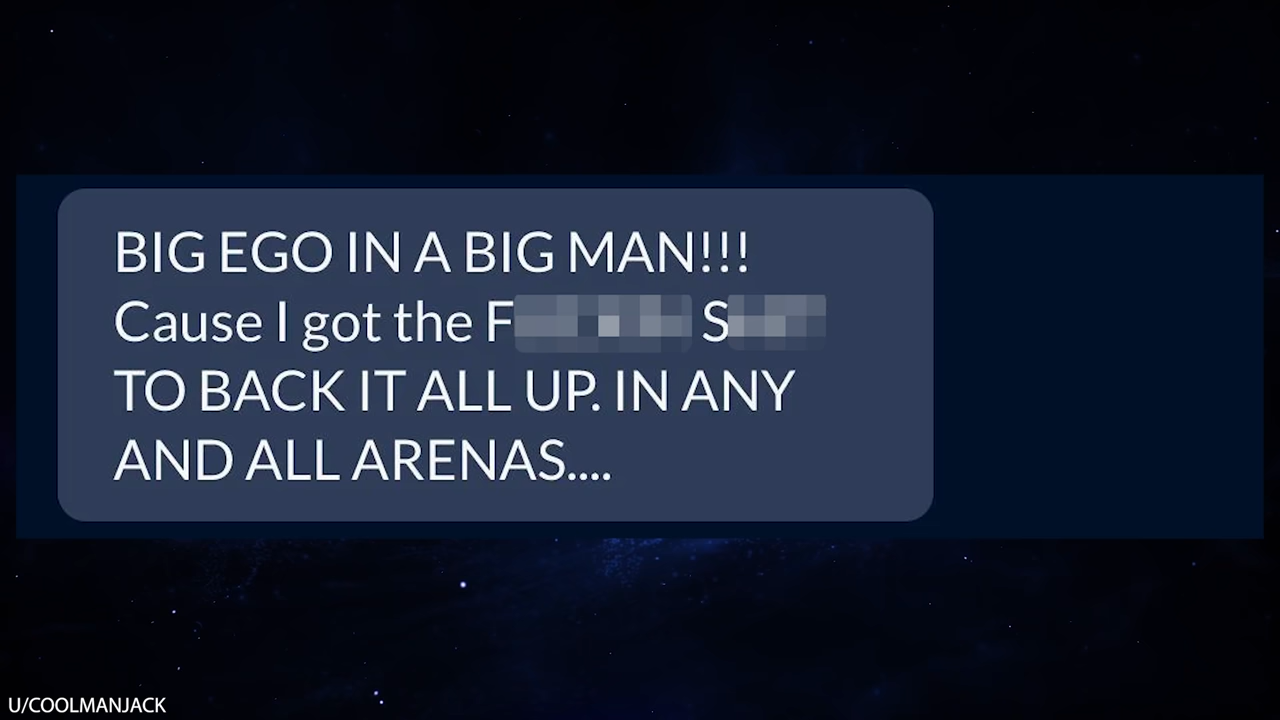 BIG EGO IN A BIG MAN!!!
Cause I got the
TO BACK IT ALL UP. IN ANY
AND ALL ARENAS....
U/COOLMANJACK